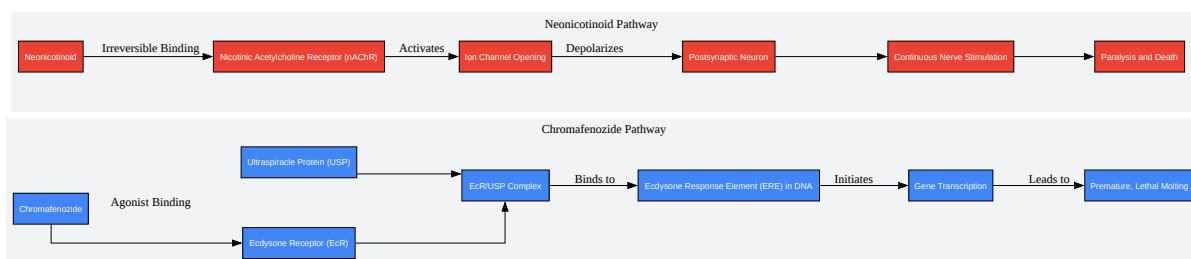 Neonicotinoid Pathway
Neonicotinoid
Irreversible Binding
Nicotinic Acetylcholine Receptor (nAChR)
Activates
Ion Channel Opening
Depolarizes
Postsynaptic Neuron
Continuous Nerve Stimulation
Paralysis and Death
Chromafenozide Pathway
Ultraspiracle Protein (USP)
Chromafenozide
Agonist Binding
Ecdysone Receptor (EcR)
EcR/USP Complex
Binds to
Ecdysone Response Element (ERE) in DNA
Initiates
Gene Transcription
Leads to
Premature, Lethal Molting